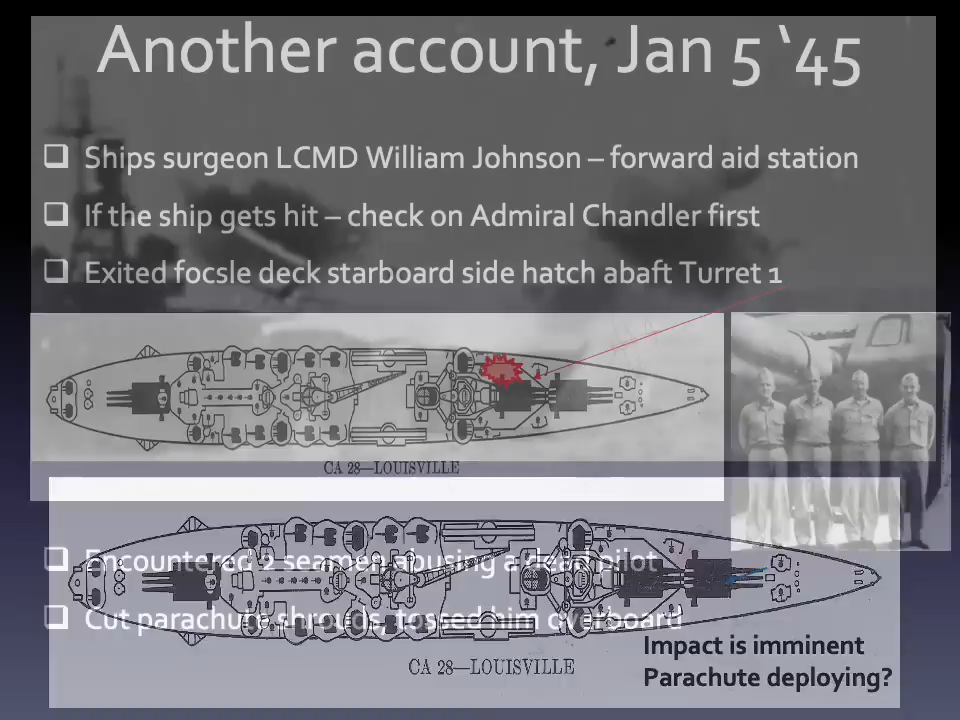 Another account, Jan 5 ‘45
❑ Ships surgeon LCMD William Johnson – forward aid station
❑ If the ship gets hit – check on Admiral Chandler first
❑ Exited focsle deck starboard side hatch abaft Turret 1
CA 28—LOUISVILLE
❑ Encountered 2 seamen abusing a dead pilot
❑ Cut parachute shrouds, tossed him overboard
Impact is imminent
CA 28—LOUISVILLE
Parachute deploying?